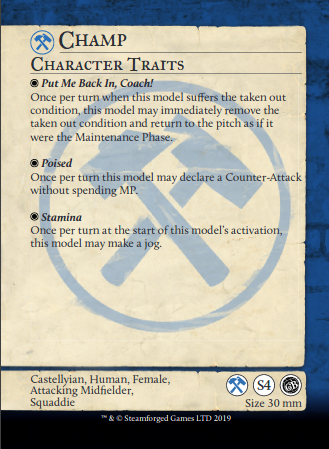 Champ
Character Traits
Put Me Back In, Coach!
Once per turn when this model suffers the taken out
condition, this model may immediately remove the
taken out condition and return to the pitch as if it
were the Maintenance Phase.
Poised
Once per turn this model may declare a Counter-Attack
without spending MP.
Stamina
Once per turn at the start of this model's activation,
this model may make a jog.
Castellyian, Human, Female,
Attacking Midfielder,
Squaddie
S4
Size 30 mm
™ & © Steamforged Games LTD 2019